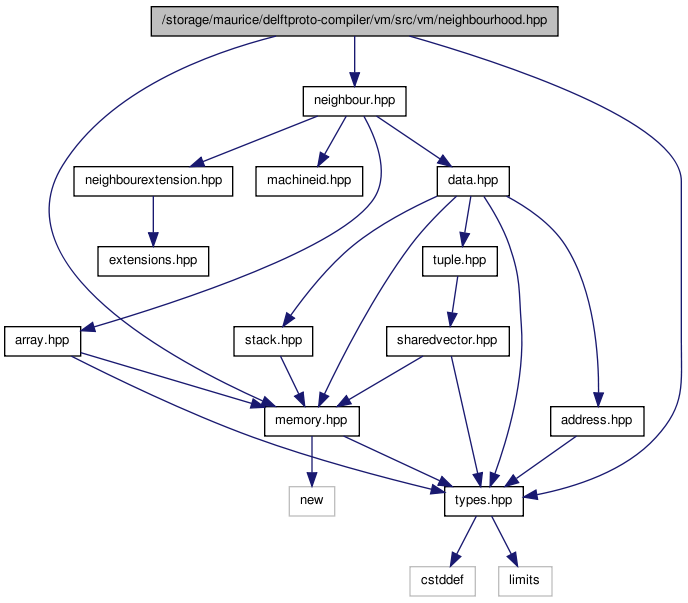 /storage/maurice/delftproto-compiler/vm/src/vm/neighbourhood.hpp
neighbour.hpp
neighbourextension.hpp
machineid.hpp
data.hpp
extensions.hpp
tuple.hpp
array.hpp
stack.hpp
sharedvector.hpp
memory.hpp
address.hpp
new
types.hpp
cstddef
limits